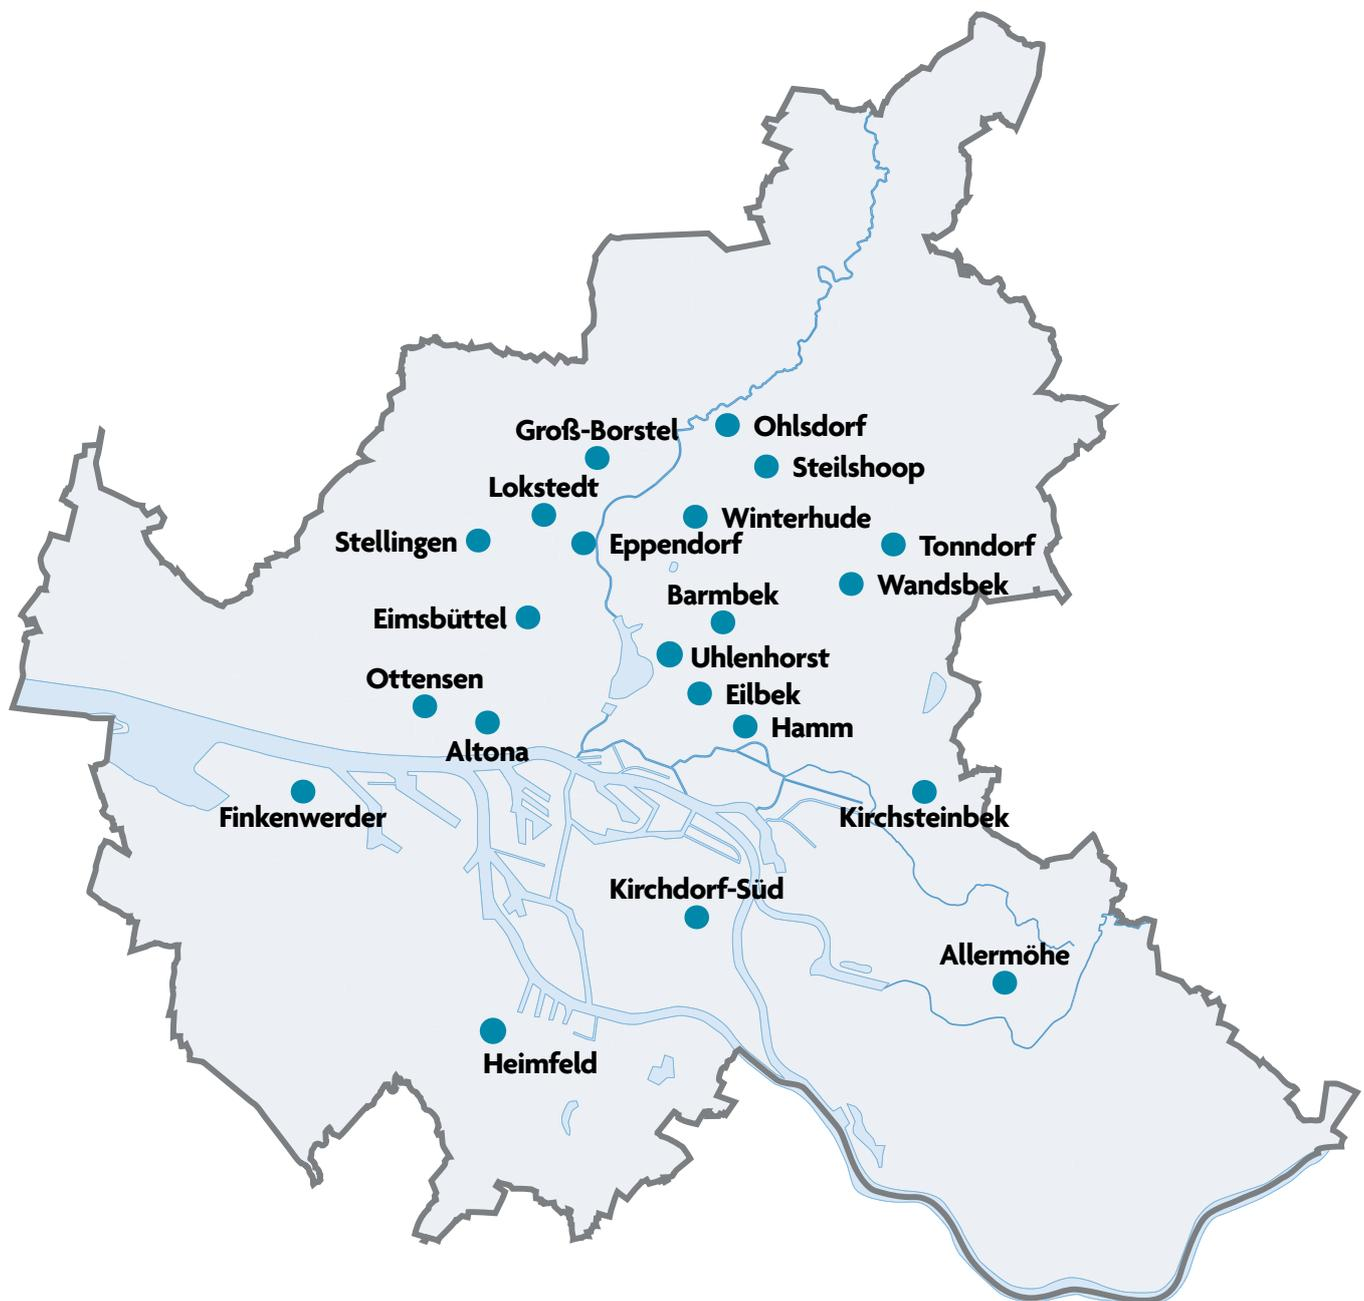 Ohlsdorf
Groß-Borstel
Steilshoop
Lokstedt
Winterhude
Stellingen
Eppendorf
Tonndorf
Wandsbek
Barmbek
Eimsbüttel
Uhlenhorst
Ottensen
Eilbek
Hamm
Altona
Finkenwerder
Kirchsteinbek
Kirchdorf-Süd
Allermöhe
Heimfeld